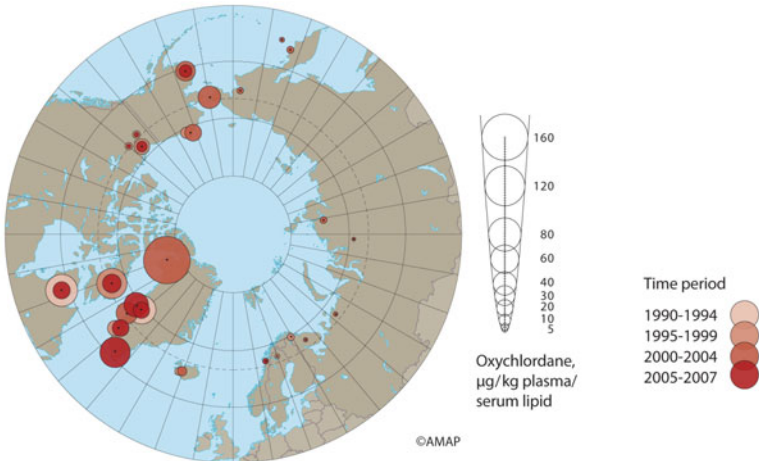 160
120
80
60
40
30
20
10
5
Oxychlordane,
µg/kg plasma/
serum lipid
Time period
1990-1994
1995-1999
2000-2004
2005-2007
©AMAP